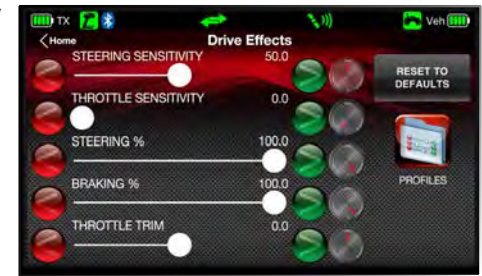 TX Veh
Home Drive Effects
STEERING SENSITIVITY 50.0
RESET TO
DEFAULTS
THROTTLE SENSITIVITY 0.0
STEERING % 100.0
BRAKING % 100.0
PROFILES
THROTTLE TRIM 0.0